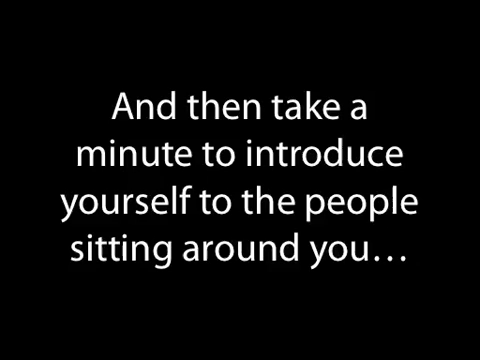 And then take a
minute to introduce
yourself to the people
sitting around you…